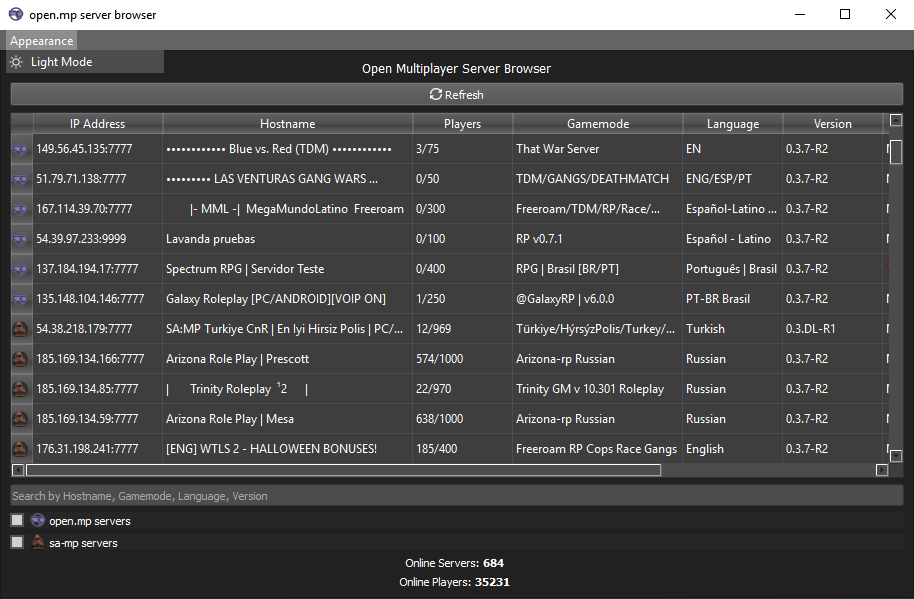 open.mp server browser
Appearance
Light Mode
Open Multiplayer Server Browser
Refresh
IP Address Hostname Players Gamemode Language Version
149.56.45.135:7777 •••••••••••• Blue vs. Red (TDM) •••••••••••• 3/75 That War Server EN 0.3.7-R2
51.79.71.138:7777 ••••••••• LAS VENTURAS GANG WARS ... 0/50 TDM/GANGS/DEATHMATCH ENG/ESP/PT 0.3.7-R2
167.114.39.70:7777 |- MML -| MegaMundoLatino Freeroam 0/300 Freeroam/TDM/RP/Race/... Español-Latino ... 0.3.7-R2
54.39.97.233:9999 Lavanda pruebas 0/100 RP v0.7.1 Español - Latino 0.3.7-R2
137.184.194.17:7777 Spectrum RPG | Servidor Teste 0/400 RPG | Brasil [BR/PT] Português | Brasil 0.3.7-R2
135.148.104.146:7777 Galaxy Roleplay [PC/ANDROID][VOIP ON] 1/250 @GalaxyRP | v6.0.0 PT-BR Brasil 0.3.7-R2
54.38.218.179:7777 SA:MP Turkiye CnR | En Iyi Hirsiz Polis | PC/... 12/969 Türkiye/HýrsýzPolis/Turkey/... Turkish 0.3.DL-R1
185.169.134.166:7777 Arizona Role Play | Prescott 574/1000 Arizona-rp Russian Russian 0.3.7-R2
185.169.134.85:7777 | Trinity Roleplay ¹2 | 22/970 Trinity GM v 10.301 Roleplay Russian 0.3.7-R2
185.169.134.59:7777 Arizona Role Play | Mesa 638/1000 Arizona-rp Russian Russian 0.3.7-R2
176.31.198.241:7777 [ENG] WTLS 2 - HALLOWEEN BONUSES! 185/400 Freeroam RP Cops Race Gangs English 0.3.7-R2
Search by Hostname, Gamemode, Language, Version
open.mp servers
sa-mp servers
Online Servers: 684
Online Players: 35231